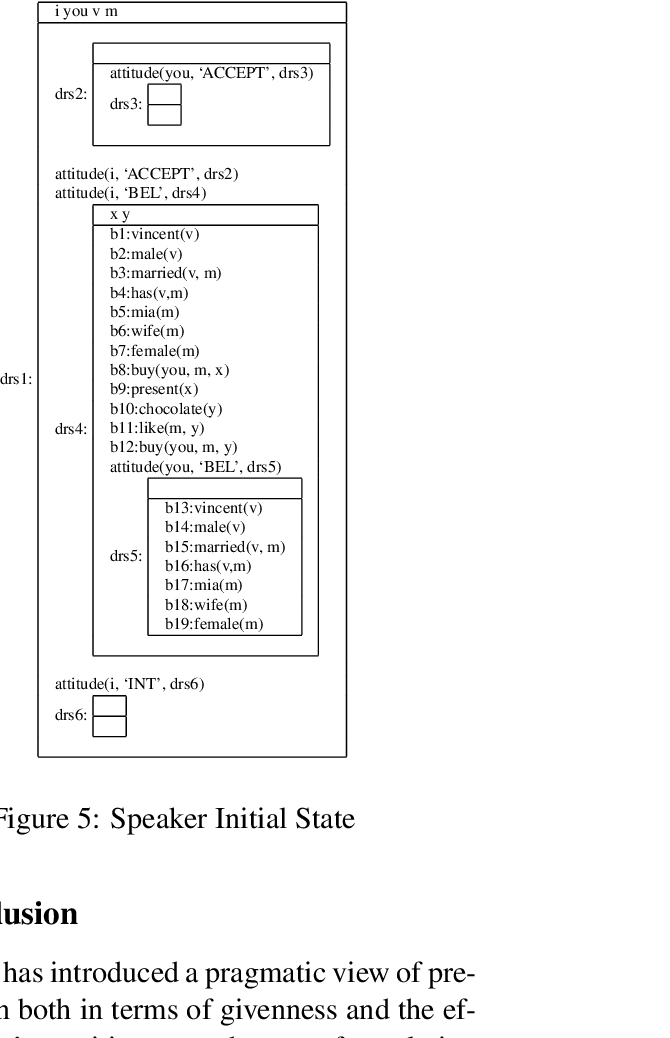 i you v m
attitude(you, ‘ACCEPT’, drs3)
drs2:
drs3:
attitude(i, ‘ACCEPT’, drs2)
attitude(i, ‘BEL’, drs4)
x y
b1:vincent(v)
b2:male(v)
b3:married(v, m)
b4:has(v,m)
b5:mia(m)
b6:wife(m)
b7:female(m)
b8:buy(you, m, x)
drs1:
b9:present(x)
b10:chocolate(y)
drs4:
b11:like(m, y)
b12:buy(you, m, y)
attitude(you, ‘BEL’, drs5)
b13:vincent(v)
b14:male(v)
b15:married(v, m)
drs5:
b16:has(v,m)
b17:mia(m)
b18:wife(m)
b19:female(m)
attitude(i, ‘INT’, drs6)
drs6:
Figure 5: Speaker Initial State
lusion
has introduced a pragmatic view of pre-
n both in terms of givenness and the ef-